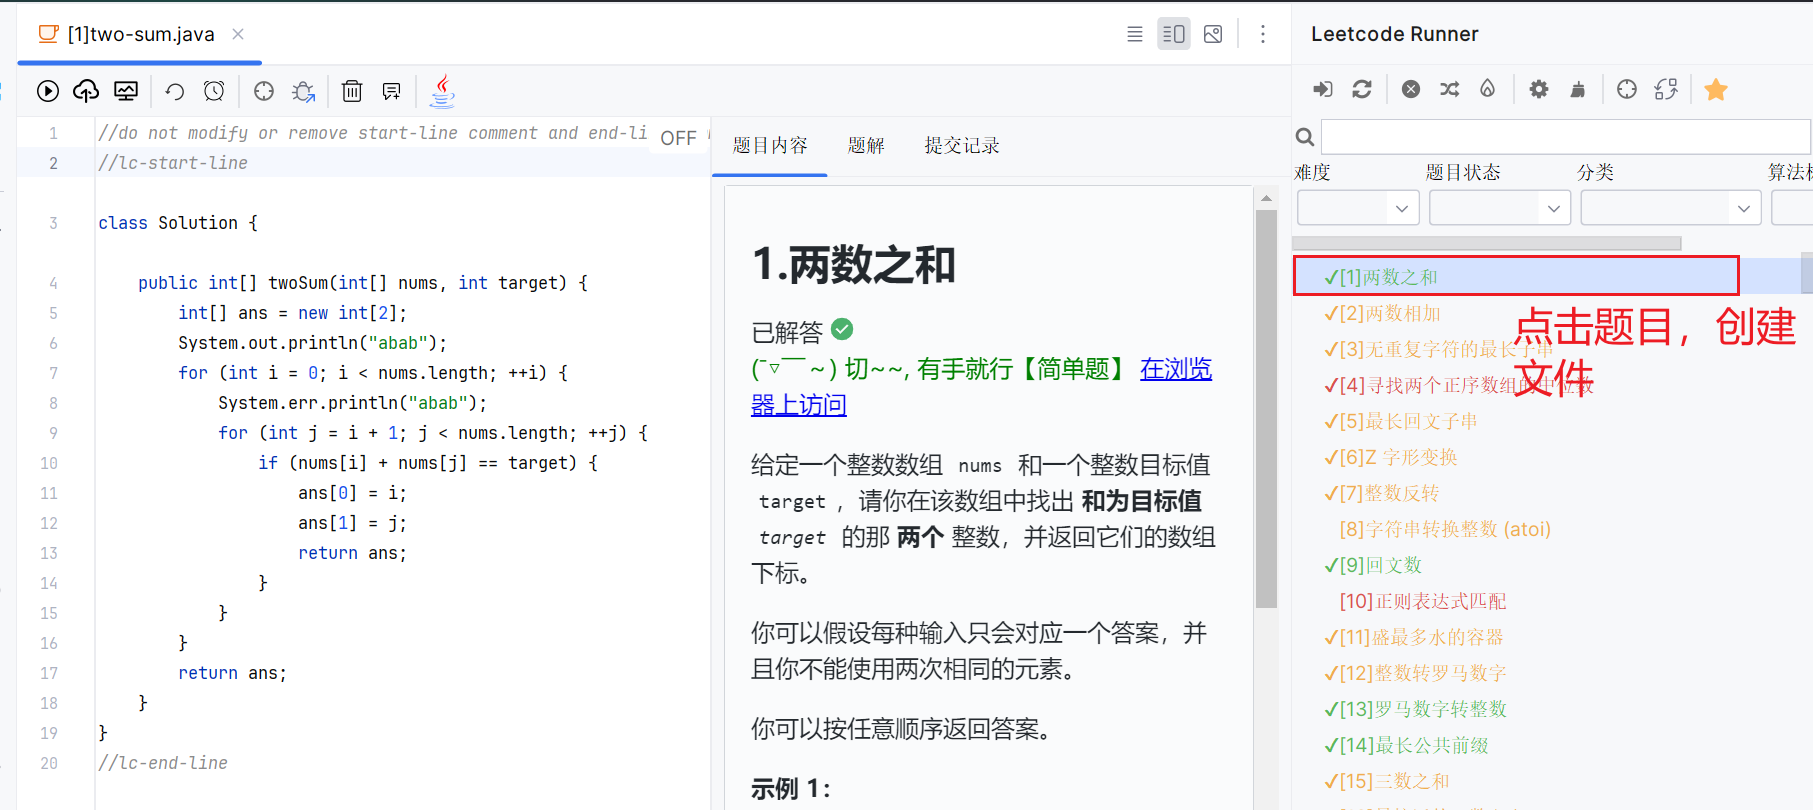 [1]two-sum.java
Leetcode Runner
1 //do not modify or remove start-line comment and end-li
OFF
2 //lc-start-line
3 class Solution {
4 public int[] twoSum(int[] nums, int target) {
5 int[] ans = new int[2];
6 System.out.println("abab");
7 for (int i = 0; i < nums.length; ++i) {
8 System.err.println("abab");
9 for (int j = i + 1; j < nums.length; ++j) {
10 if (nums[i] + nums[j] == target) {
11 ans[0] = i;
12 ans[1] = j;
13 return ans;
14 }
15 }
16 }
17 return ans;
18 }
19 }
20 //lc-end-line
题目内容 题解 提交记录
1.两数之和
已解答
(¯▿¯¯~) 切~~, 有手就行【简单题】 在浏览
器上访问
给定一个整数数组 nums 和一个整数目标值
target ，请你在该数组中找出 和为目标值
target 的那 两个 整数，并返回它们的数组
下标。
你可以假设每种输入只会对应一个答案，并
且你不能使用两次相同的元素。
你可以按任意顺序返回答案。
示例 1：
难度 题目状态 分类 算法
✓[1]两数之和
✓[2]两数相加
✓[3]无重复字符的最长子串
✓[4]寻找两个正序数组的中位数
✓[5]最长回文子串
✓[6]Z 字形变换
✓[7]整数反转
[8]字符串转换整数 (atoi)
✓[9]回文数
[10]正则表达式匹配
✓[11]盛最多水的容器
✓[12]整数转罗马数字
✓[13]罗马数字转整数
✓[14]最长公共前缀
✓[15]三数之和
点击题目，创建
文件